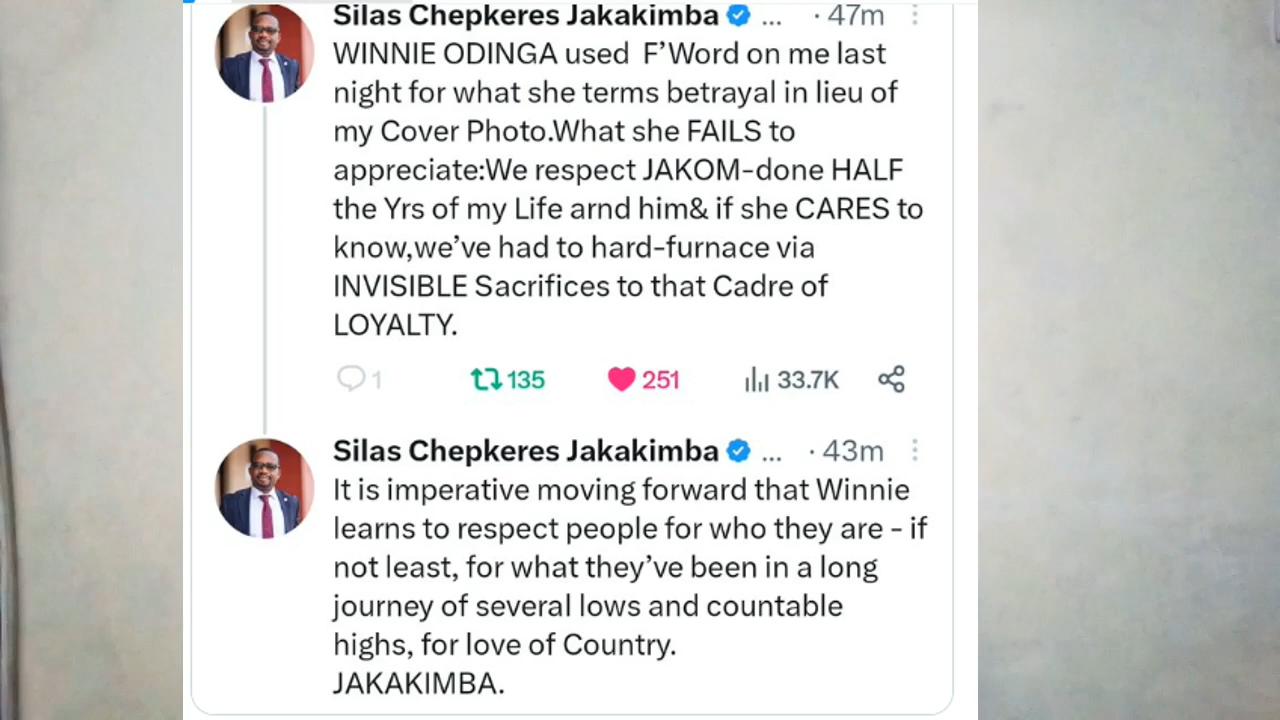 Silas Chepkeres Jakakimba ... · 47m
WINNIE ODINGA used F'Word on me last
night for what she terms betrayal in lieu of
my Cover Photo.What she FAILS to
appreciate:We respect JAKOM-done HALF
the Yrs of my Life arnd him& if she CARES to
know,we've had to hard-furnace via
INVISIBLE Sacrifices to that Cadre of
LOYALTY.
1 135 251 33.7K
Silas Chepkeres Jakakimba ... · 43m
It is imperative moving forward that Winnie
learns to respect people for who they are - if
not least, for what they've been in a long
journey of several lows and countable
highs, for love of Country.
JAKAKIMBA.